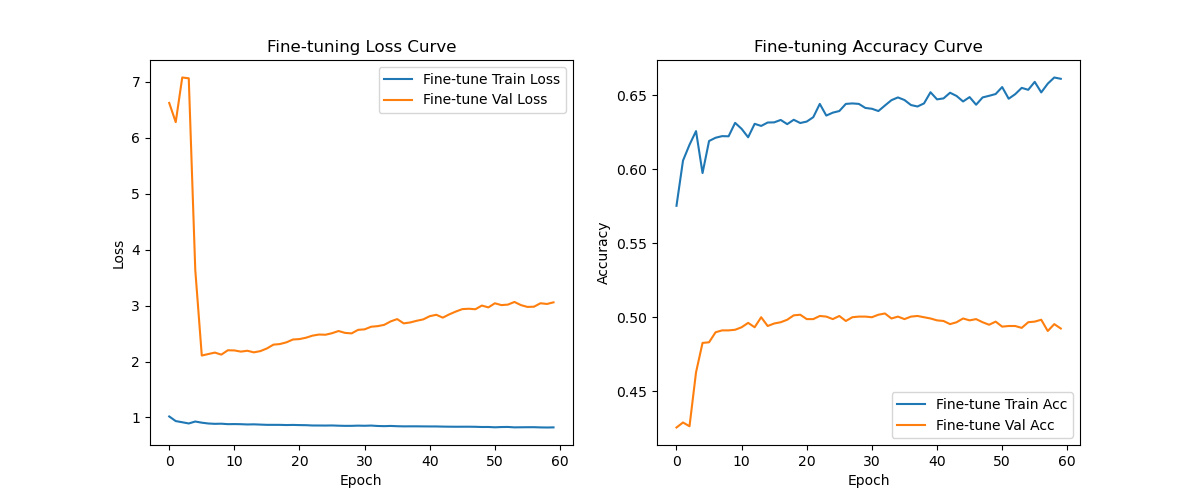 Fine-tuning Loss Curve
Fine-tune Train Loss
Fine-tune Val Loss
7
6
5
4
3
2
1
Loss
0 10 20 30 40 50 60
Epoch
Fine-tuning Accuracy Curve
0.65
0.60
0.55
0.50
0.45
Accuracy
Fine-tune Train Acc
Fine-tune Val Acc
0 10 20 30 40 50 60
Epoch